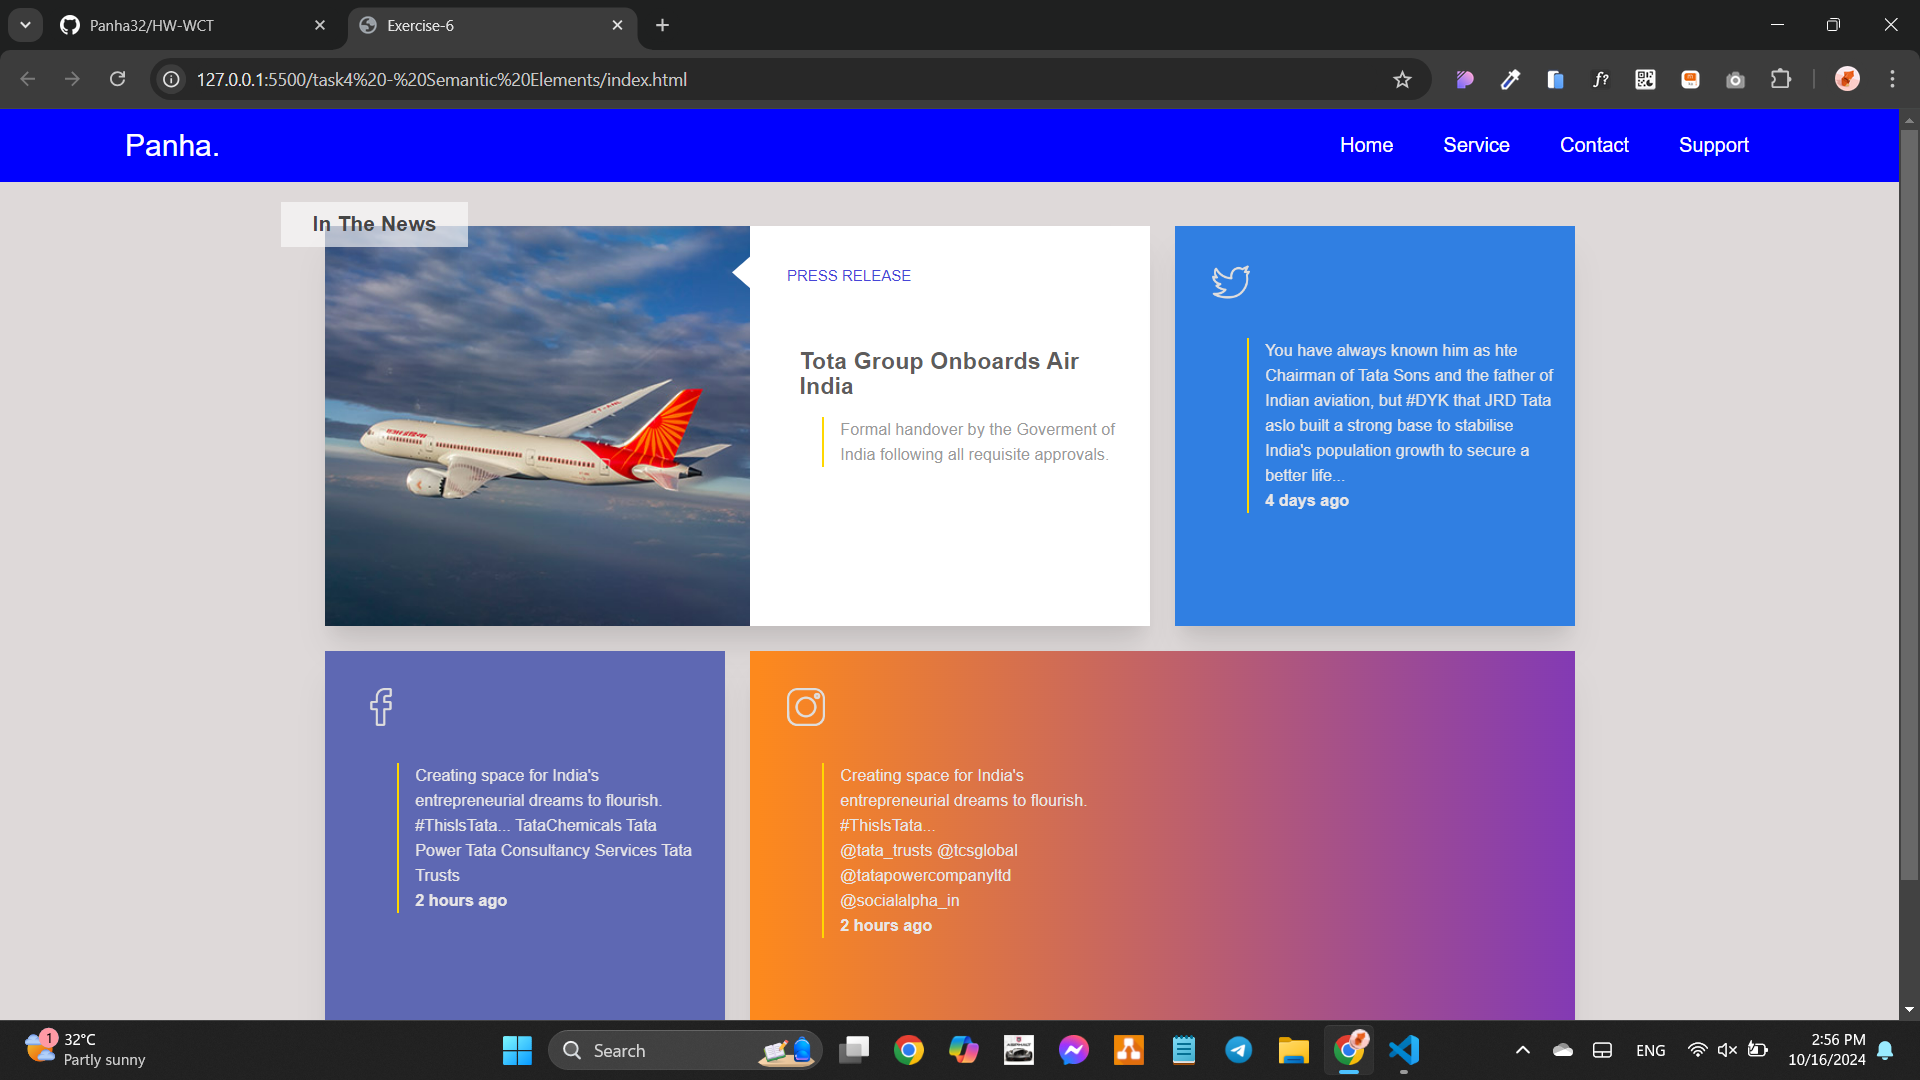 Panha32/HW-WCT
Exercise-6
127.0.0.1:5500/task4%20-%20Semantic%20Elements/index.html
f?
Panha.
Home
Service
Contact
Support
In The News
PRESS RELEASE
Tota Group Onboards Air
India
Formal handover by the Goverment of
India following all requisite approvals.
You have always known him as hte
Chairman of Tata Sons and the father of
Indian aviation, but #DYK that JRD Tata
aslo built a strong base to stabilise
India's population growth to secure a
better life...
4 days ago
Creating space for India's
entrepreneurial dreams to flourish.
#ThisIsTata... TataChemicals Tata
Power Tata Consultancy Services Tata
Trusts
2 hours ago
Creating space for India's
entrepreneurial dreams to flourish.
#ThisIsTata...
@tata_trusts @tcsglobal
@tatapowercompanyltd
@socialalpha_in
2 hours ago
1
32°C
Partly sunny
Search
ENG
2:56 PM
10/16/2024